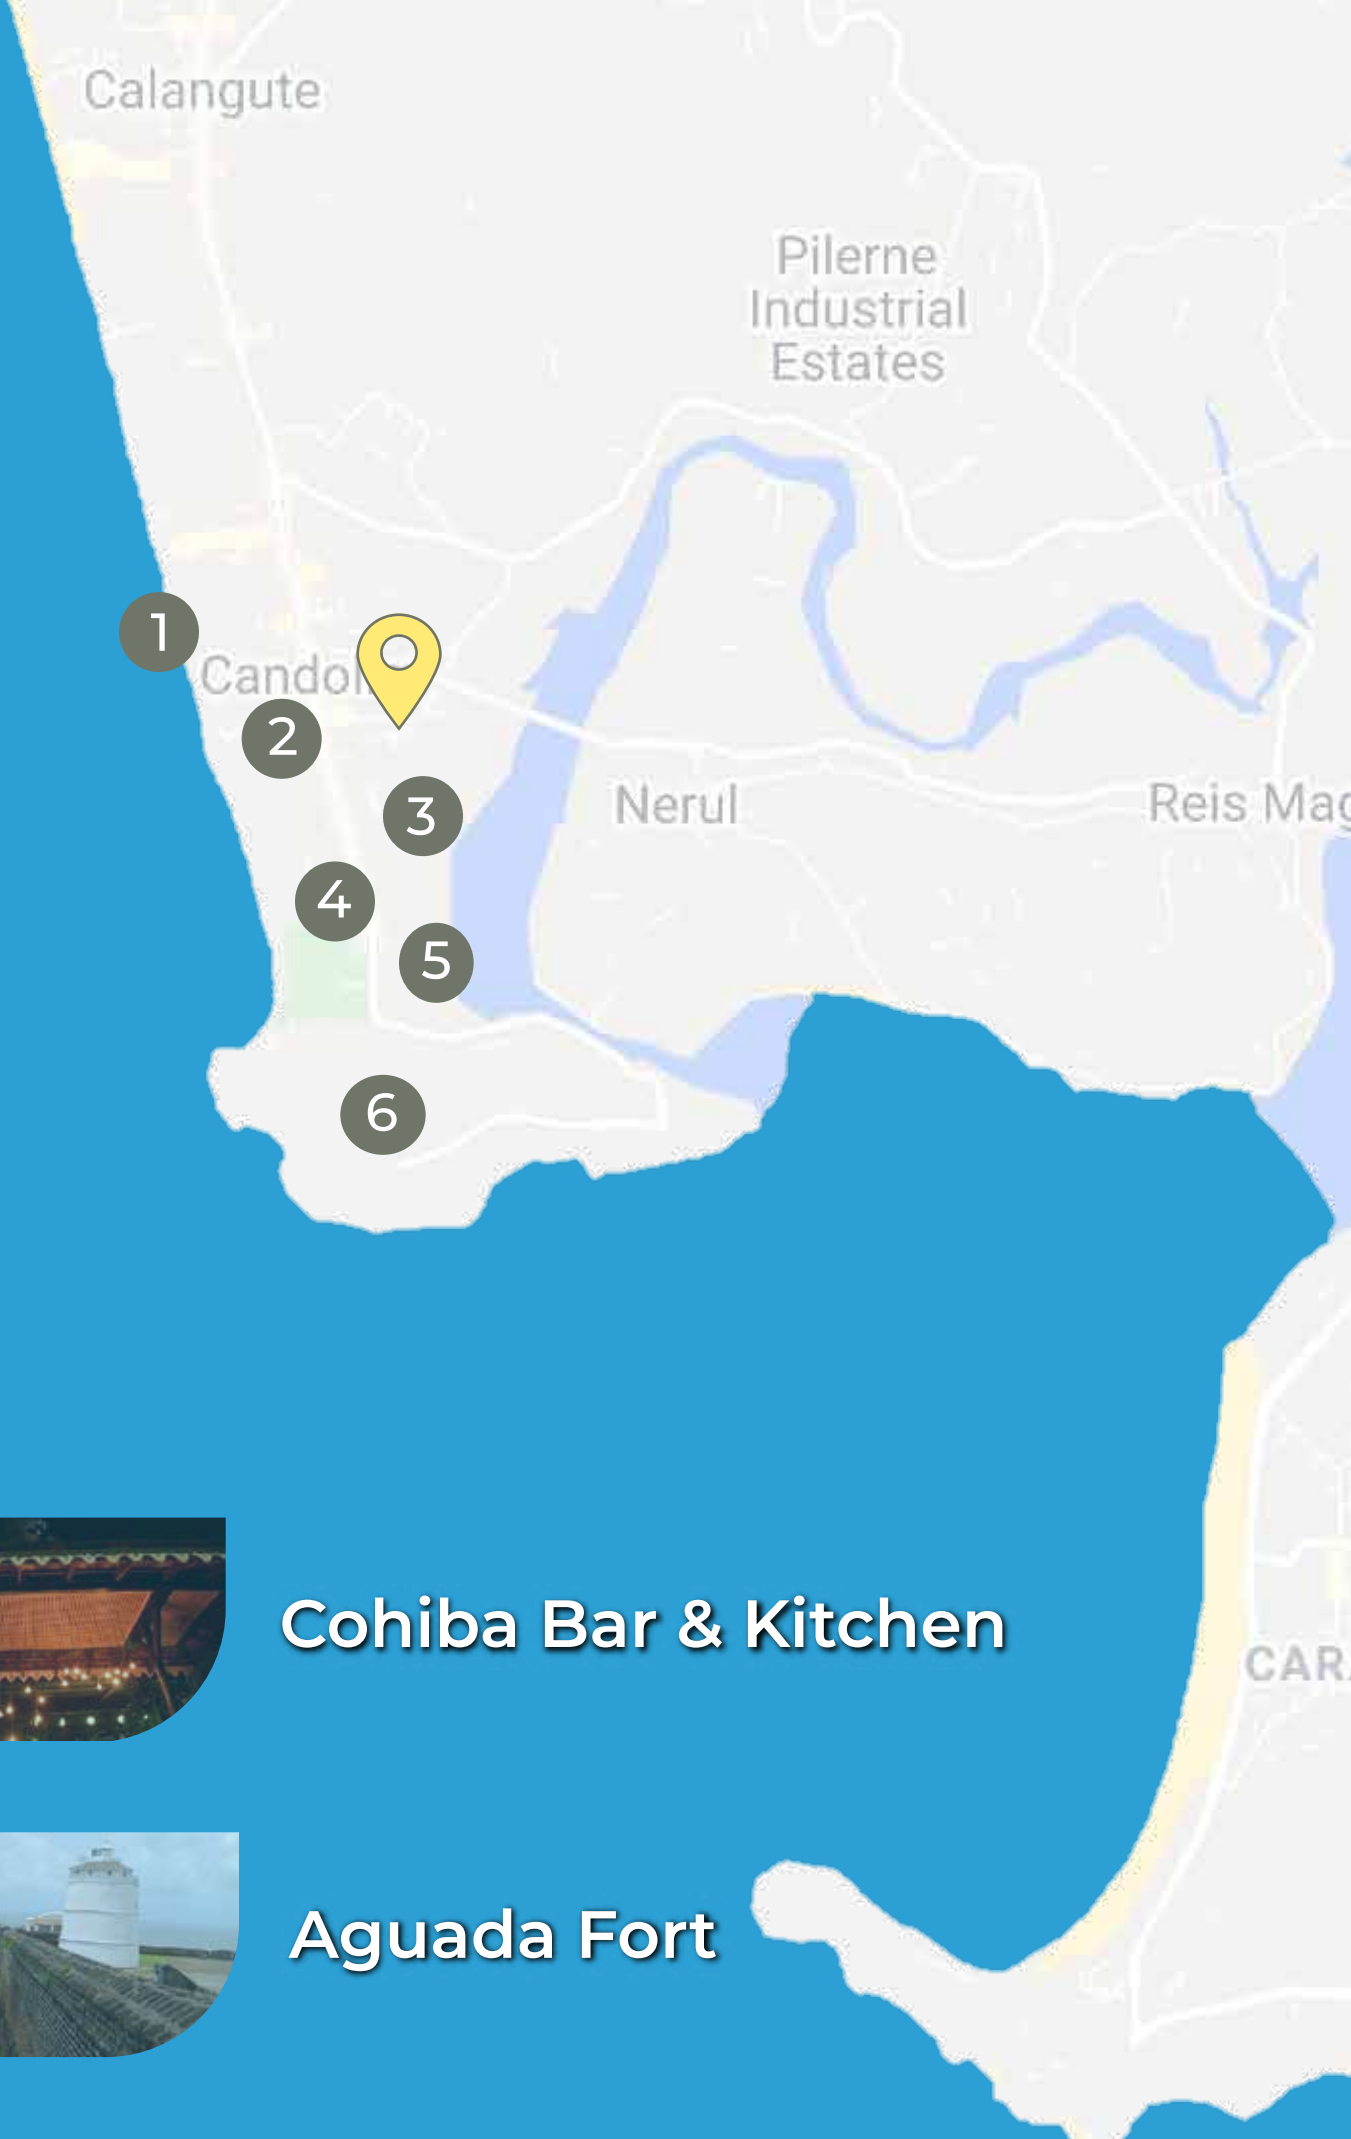 Calangute
Pilerne
Industrial
Estates
1
Candol
2
3
Nerul
Reis Mag
4
5
6
Cohiba Bar & Kitchen
CAR
Aguada Fort